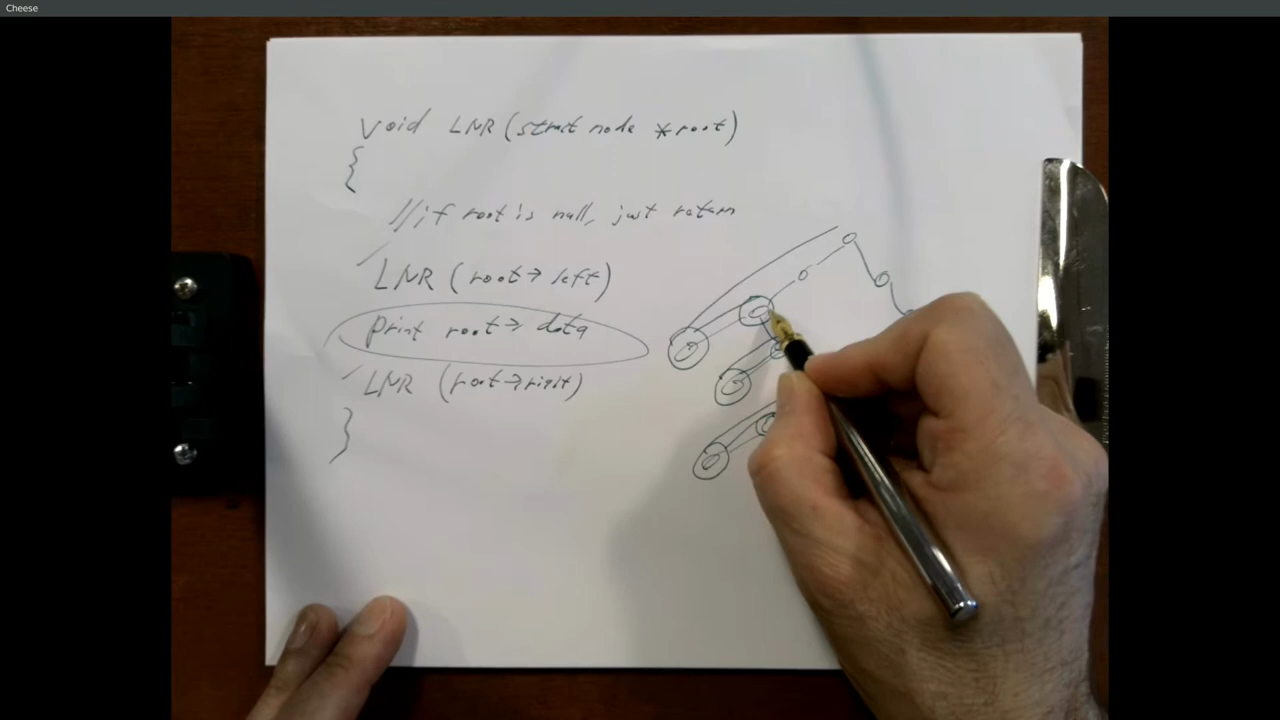 Cheese
void LNR (struct node *root)
{
//if root is null, just return
LNR (root→left)
print root→data
LNR (root→right)
}